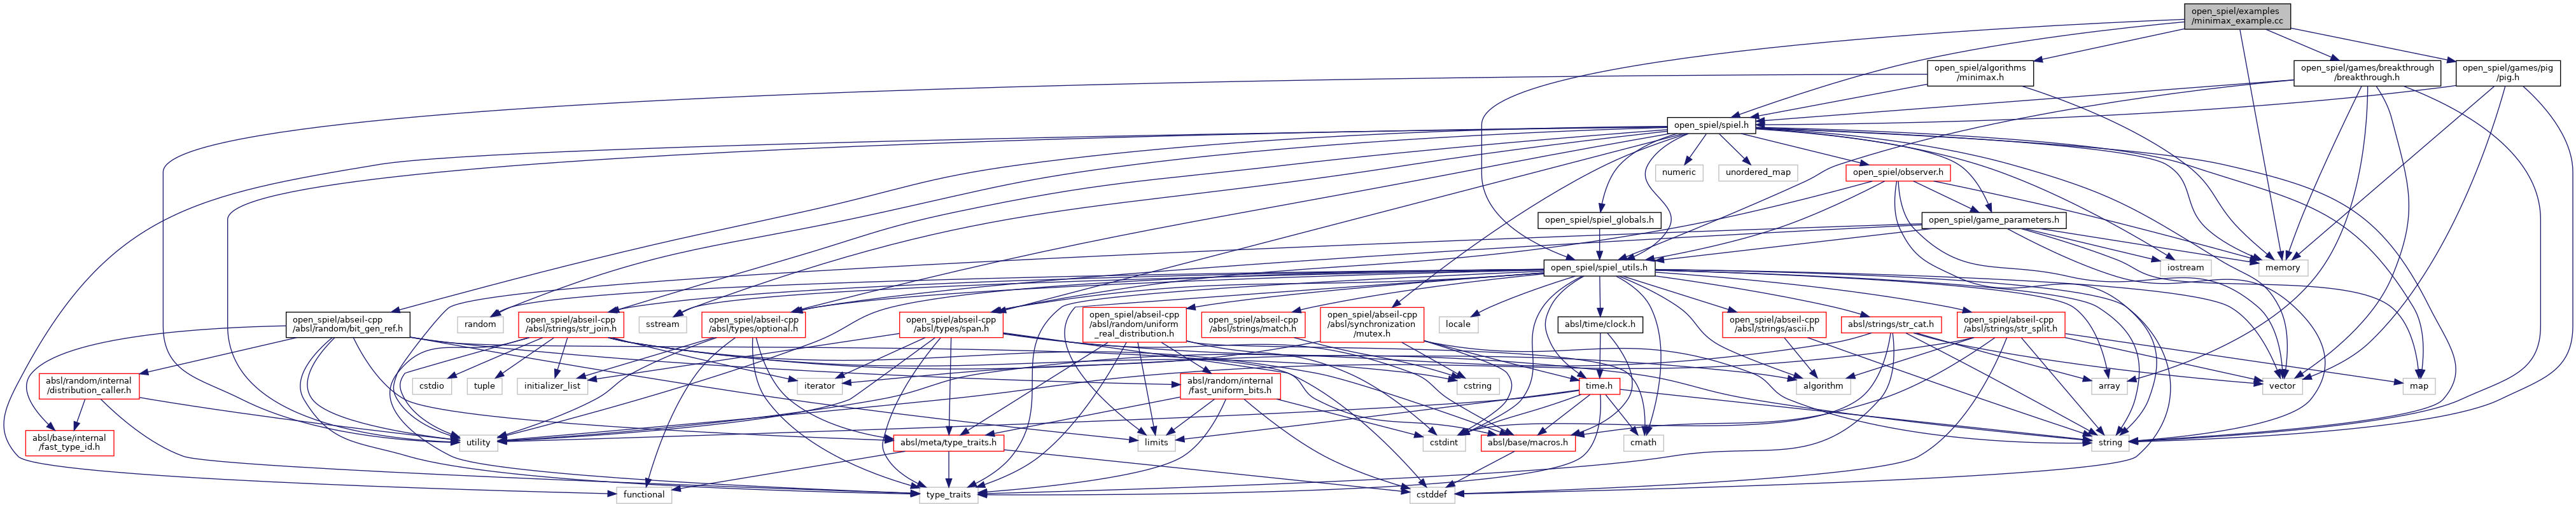 open_spiel/examples
/minimax_example.cc
open_spiel/algorithms
/minimax.h
open_spiel/games/breakthrough
/breakthrough.h
open_spiel/games/pig
/pig.h
open_spiel/spiel.h
numeric
unordered_map
open_spiel/observer.h
open_spiel/spiel_globals.h
open_spiel/game_parameters.h
open_spiel/spiel_utils.h
iostream
memory
open_spiel/abseil-cpp
/absl/random/bit_gen_ref.h
random
open_spiel/abseil-cpp
/absl/strings/str_join.h
sstream
open_spiel/abseil-cpp
/absl/types/optional.h
open_spiel/abseil-cpp
/absl/types/span.h
open_spiel/abseil-cpp
/absl/random/uniform
_real_distribution.h
open_spiel/abseil-cpp
/absl/strings/match.h
open_spiel/abseil-cpp
/absl/synchronization
/mutex.h
locale
absl/time/clock.h
open_spiel/abseil-cpp
/absl/strings/ascii.h
absl/strings/str_cat.h
open_spiel/abseil-cpp
/absl/strings/str_split.h
absl/random/internal
/distribution_caller.h
cstdio
tuple
initializer_list
iterator
absl/random/internal
/fast_uniform_bits.h
cstring
time.h
algorithm
array
vector
map
absl/base/internal
/fast_type_id.h
utility
absl/meta/type_traits.h
limits
cstdint
absl/base/macros.h
cmath
string
functional
type_traits
cstddef